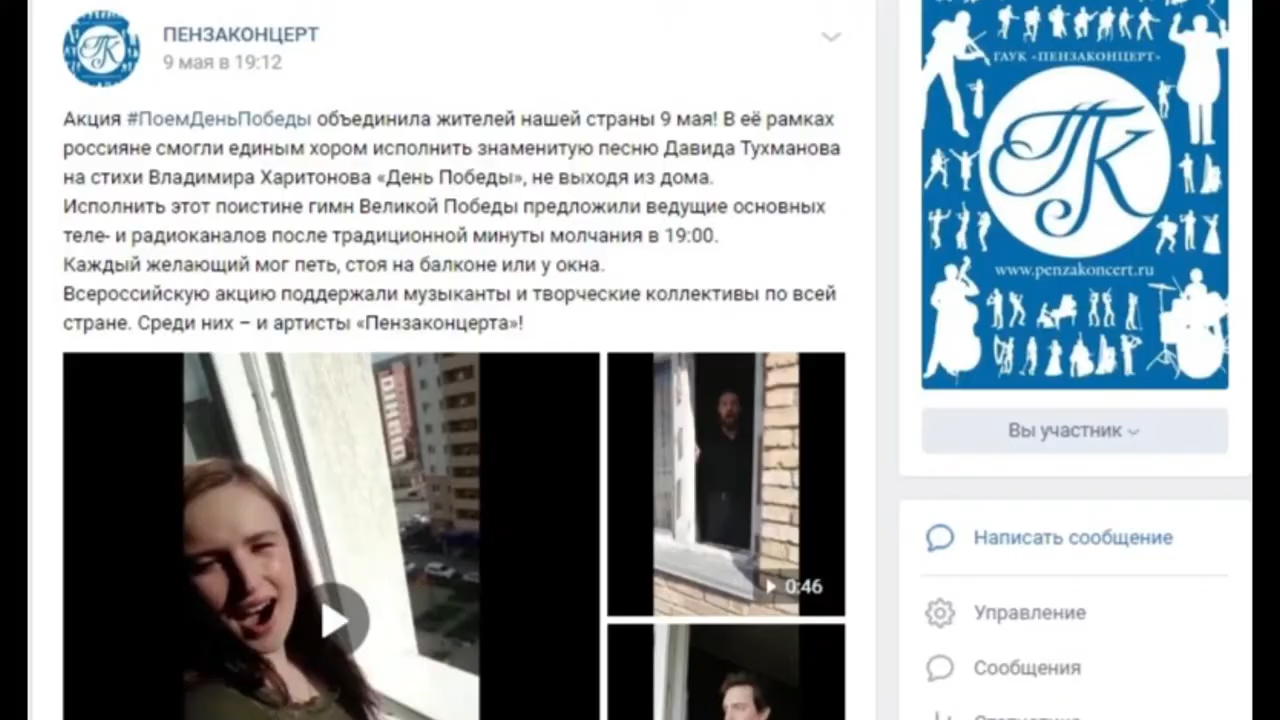 ПЕНЗАКОНЦЕРТ
9 мая в 19:12
Акция #ПоемДеньПобеды объединила жителей нашей страны 9 мая! В её рамках
россияне смогли единым хором исполнить знаменитую песню Давида Тухманова
на стихи Владимира Харитонова «День Победы», не выходя из дома.
Исполнить этот поистине гимн Великой Победы предложили ведущие основных
теле- и радиоканалов после традиционной минуты молчания в 19:00.
Каждый желающий мог петь, стоя на балконе или у окна.
Всероссийскую акцию поддержали музыканты и творческие коллективы по всей
стране. Среди них – и артисты «Пензаконцерта»!
0:46
ГАУК «ПЕНЗАКОНЦЕРТ»
ПК
www.penzakoncert.ru
Вы участник
Написать сообщение
Управление
Сообщения